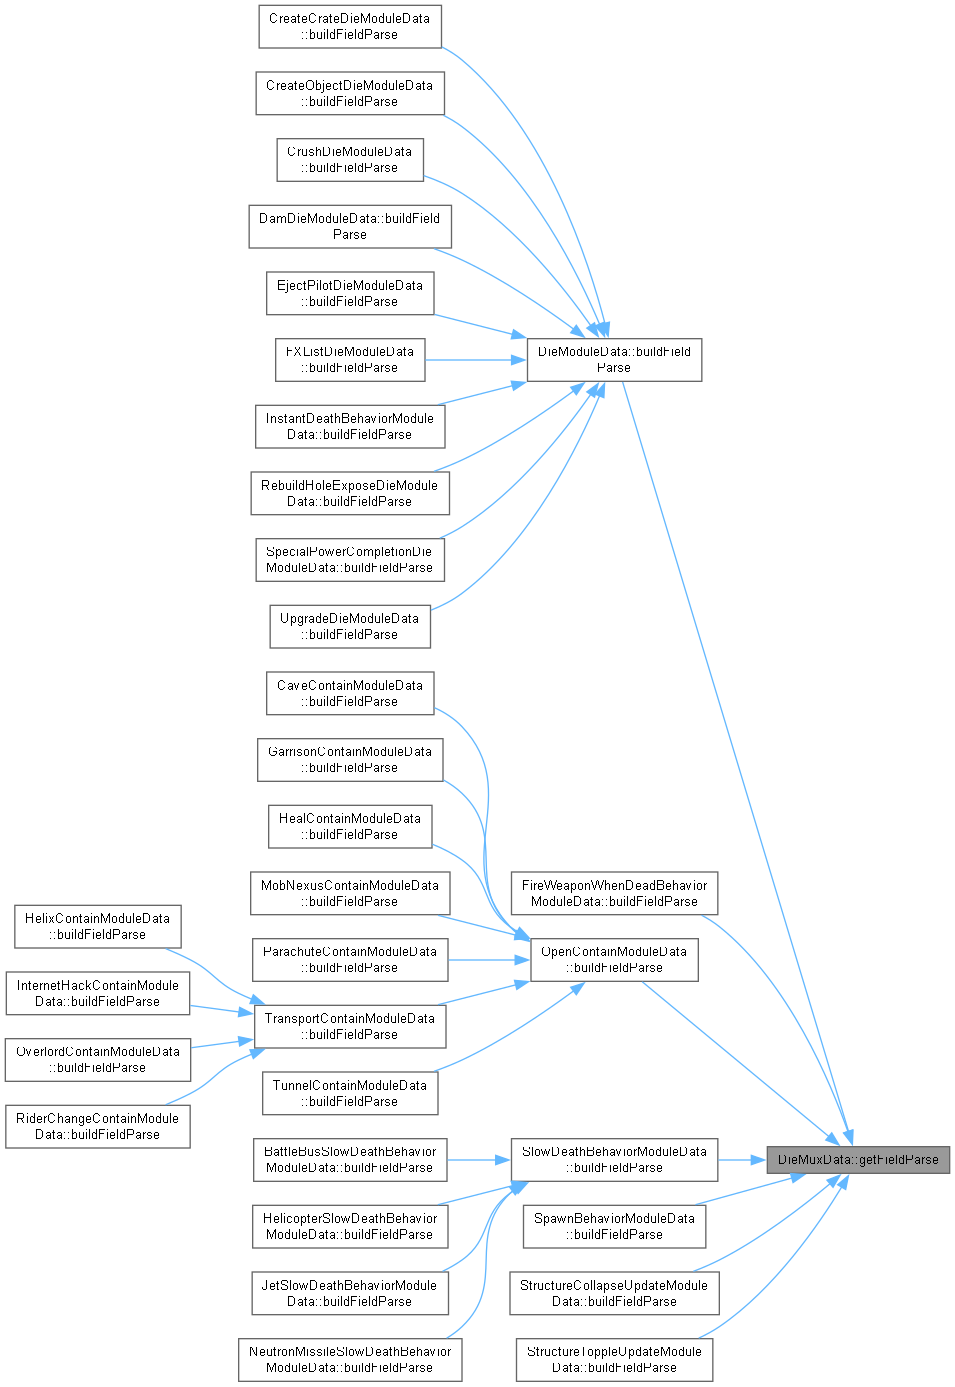 CreateCrateDieModuleData
::buildFieldParse
CreateObjectDieModuleData
::buildFieldParse
CrushDieModuleData
::buildFieldParse
DamDieModuleData::buildField
Parse
EjectPilotDieModuleData
::buildFieldParse
FXListDieModuleData
::buildFieldParse
DieModuleData::buildField
Parse
InstantDeathBehaviorModule
Data::buildFieldParse
RebuildHoleExposeDieModule
Data::buildFieldParse
SpecialPowerCompletionDie
ModuleData::buildFieldParse
UpgradeDieModuleData
::buildFieldParse
CaveContainModuleData
::buildFieldParse
GarrisonContainModuleData
::buildFieldParse
HealContainModuleData
::buildFieldParse
MobNexusContainModuleData
::buildFieldParse
FireWeaponWhenDeadBehavior
ModuleData::buildFieldParse
HelixContainModuleData
::buildFieldParse
ParachuteContainModuleData
::buildFieldParse
OpenContainModuleData
::buildFieldParse
InternetHackContainModule
Data::buildFieldParse
TransportContainModuleData
::buildFieldParse
OverlordContainModuleData
::buildFieldParse
TunnelContainModuleData
::buildFieldParse
RiderChangeContainModule
Data::buildFieldParse
BattleBusSlowDeathBehavior
ModuleData::buildFieldParse
SlowDeathBehaviorModuleData
::buildFieldParse
DieMuxData::getFieldParse
HelicopterSlowDeathBehavior
ModuleData::buildFieldParse
SpawnBehaviorModuleData
::buildFieldParse
JetSlowDeathBehaviorModule
Data::buildFieldParse
StructureCollapseUpdateModule
Data::buildFieldParse
NeutronMissileSlowDeathBehavior
ModuleData::buildFieldParse
StructureToppleUpdateModule
Data::buildFieldParse